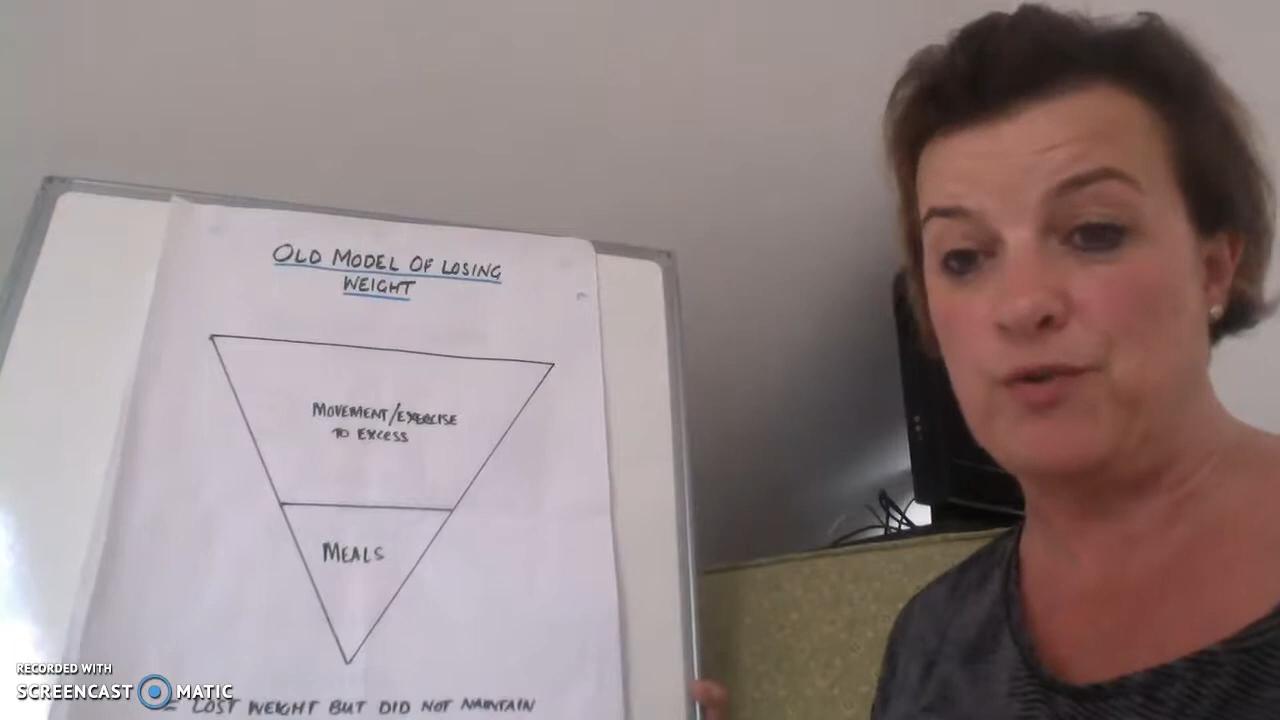 OLD MODEL OF LOSING
WEIGHT
MOVEMENT/EXERCISE
TO EXCESS
MEALS
= LOST WEIGHT BUT DID NOT MAINTAIN
RECORDED WITH
SCREENCAST MATIC